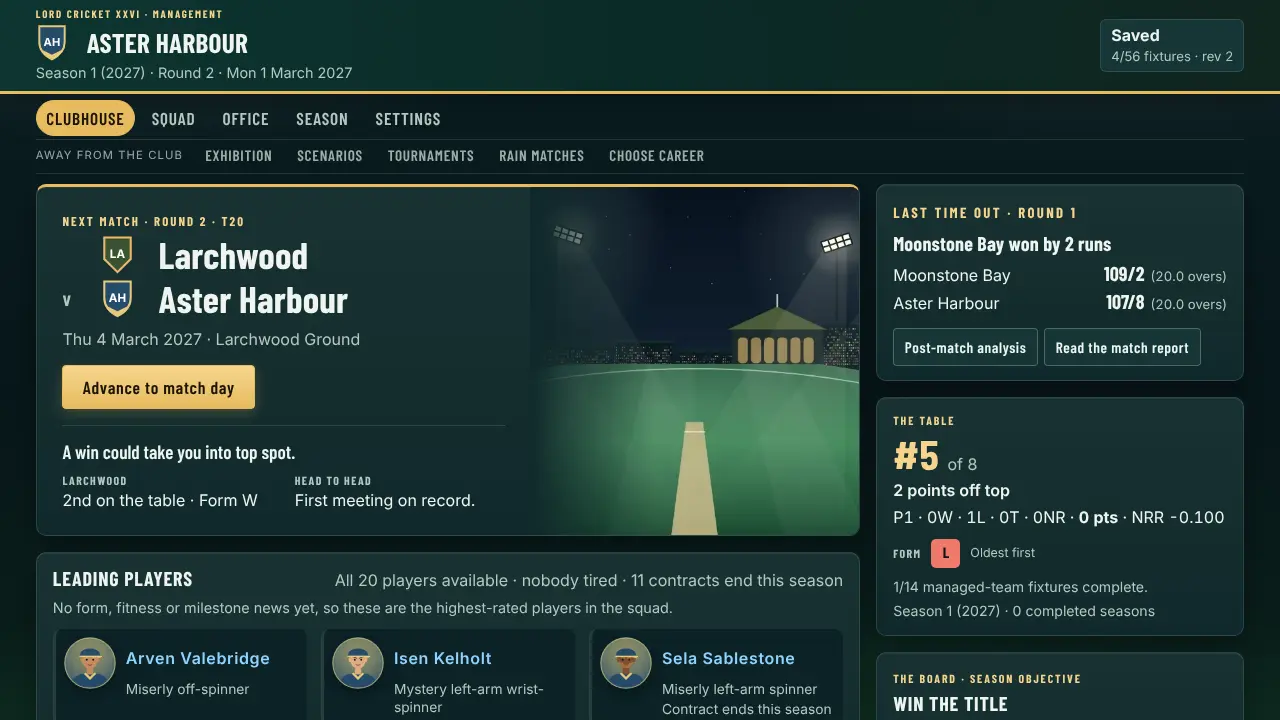 LORD CRICKET XXVI · MANAGEMENT
AH
ASTER HARBOUR
Season 1 (2027) · Round 2 · Mon 1 March 2027
Saved
4/56 fixtures · rev 2
CLUBHOUSE
SQUAD
OFFICE
SEASON
SETTINGS
AWAY FROM THE CLUB
EXHIBITION
SCENARIOS
TOURNAMENTS
RAIN MATCHES
CHOOSE CAREER
NEXT MATCH · ROUND 2 · T20
LA
Larchwood
V
AH
Aster Harbour
Thu 4 March 2027 · Larchwood Ground
Advance to match day
A win could take you into top spot.
LARCHWOOD
2nd on the table · Form W
HEAD TO HEAD
First meeting on record.
LEADING PLAYERS
All 20 players available · nobody tired · 11 contracts end this season
No form, fitness or milestone news yet, so these are the highest-rated players in the squad.
Arven Valebridge
Miserly off-spinner
Isen Kelholt
Mystery left-arm wrist-
spinner
Sela Sablestone
Miserly left-arm spinner
Contract ends this season
LAST TIME OUT · ROUND 1
Moonstone Bay won by 2 runs
Moonstone Bay 109/2 (20.0 overs)
Aster Harbour 107/8 (20.0 overs)
Post-match analysis
Read the match report
THE TABLE
#5 of 8
2 points off top
P1 · 0W · 1L · 0T · 0NR · 0 pts · NRR -0.100
FORM L Oldest first
1/14 managed-team fixtures complete.
Season 1 (2027) · 0 completed seasons
THE BOARD · SEASON OBJECTIVE
WIN THE TITLE